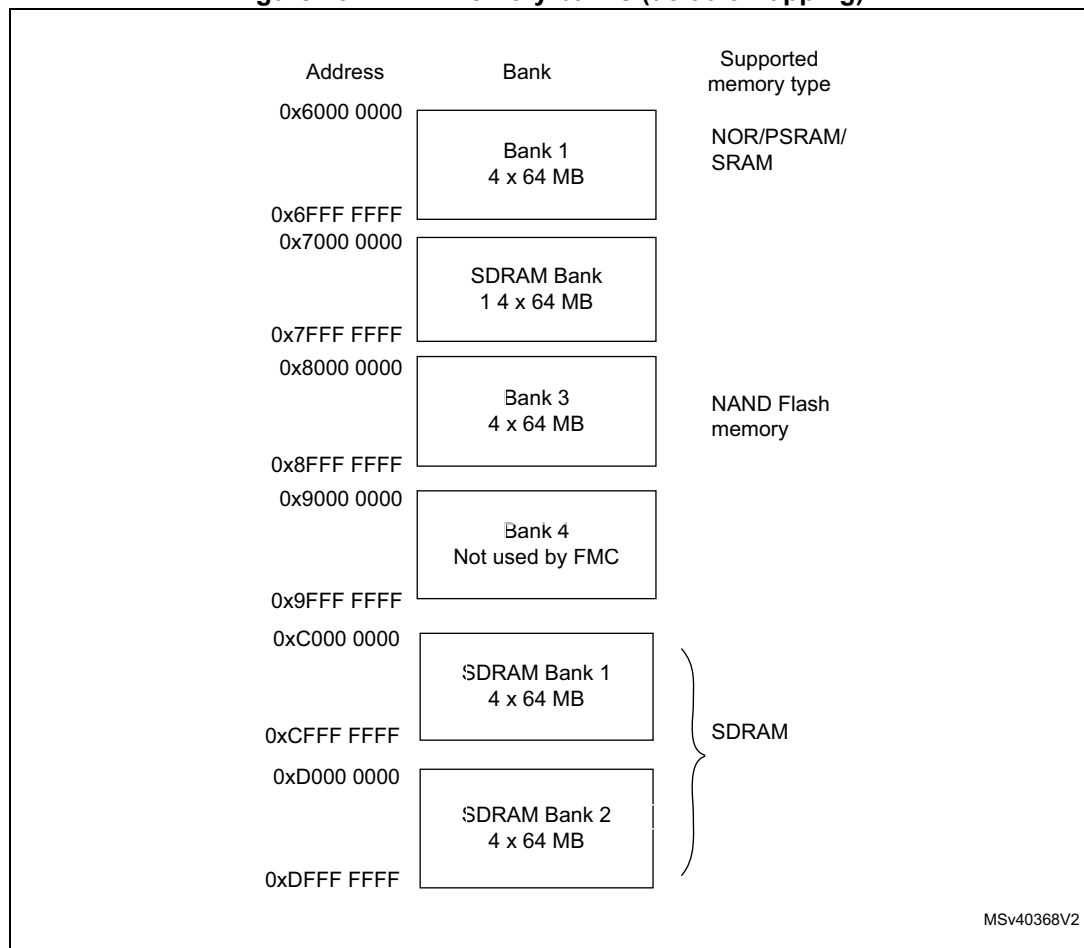 Address Bank Supported
memory type
0x6000 0000
Bank 1
4 x 64 MB
NOR/PSRAM/
SRAM
0x6FFF FFFF
0x7000 0000
SDRAM Bank
1 4 x 64 MB
0x7FFF FFFF
0x8000 0000
Bank 3
4 x 64 MB
NAND Flash
memory
0x8FFF FFFF
0x9000 0000
Bank 4
Not used by FMC
0x9FFF FFFF
0xC000 0000
SDRAM Bank 1
4 x 64 MB
0xCFFF FFFF
SDRAM
0xD000 0000
SDRAM Bank 2
4 x 64 MB
0xDFFF FFFF
MSv40368V2